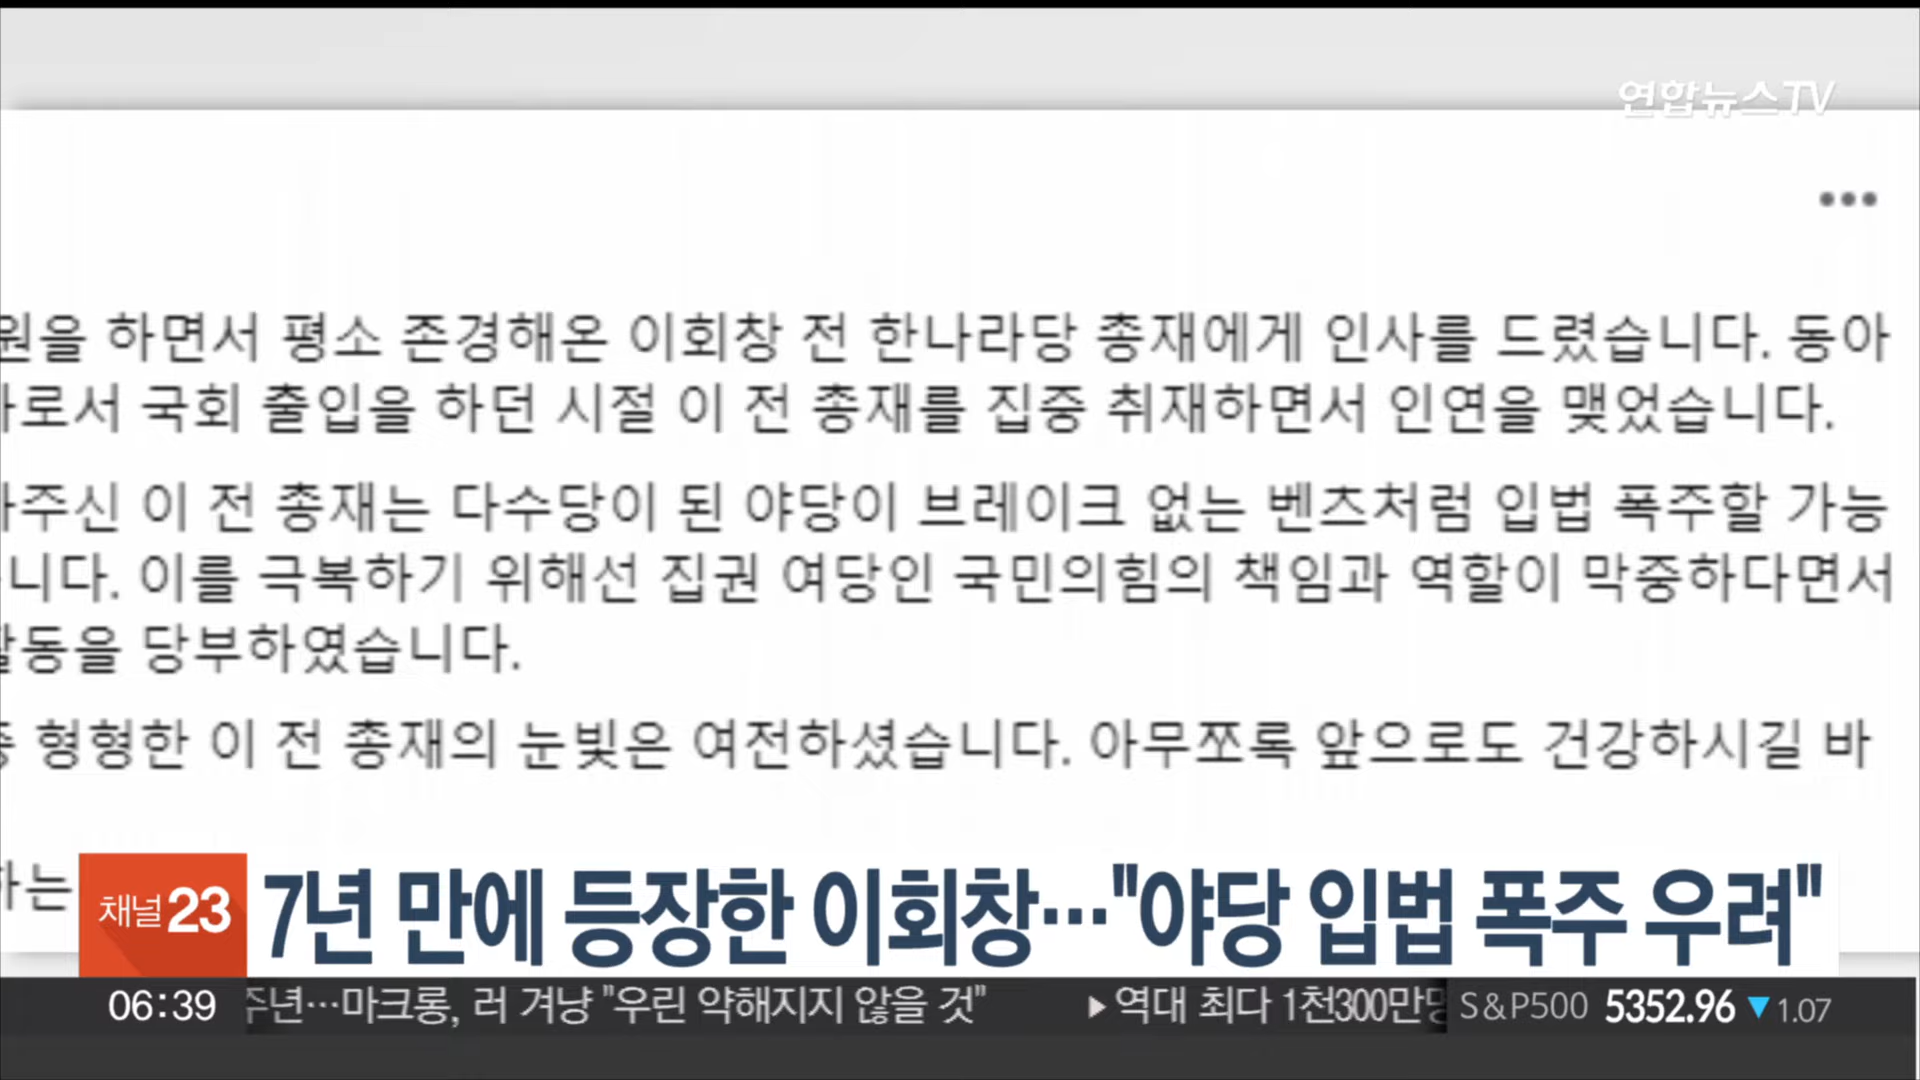 연합뉴스TV
원을 하면서 평소 존경해온 이회창 전 한나라당 총재에게 인사를 드렸습니다. 동아
로서 국회 출입을 하던 시절 이 전 총재를 집중 취재하면서 인연을 맺었습니다.
주신 이 전 총재는 다수당이 된 야당이 브레이크 없는 벤츠처럼 입법 폭주할 가능
니다. 이를 극복하기 위해선 집권 여당인 국민의힘의 책임과 역할이 막중하다면서
동을 당부하였습니다.
형형한 이 전 총재의 눈빛은 여전하셨습니다. 아무쪼록 앞으로도 건강하시길 바
하는
채널23
7년 만에 등장한 이회창…"야당 입법 폭주 우려"
06:39 주년…마크롱, 러 겨냥 "우린 약해지지 않을 것" ▶역대 최다 1천300만명 S&P500 5352.96 ▼1.07